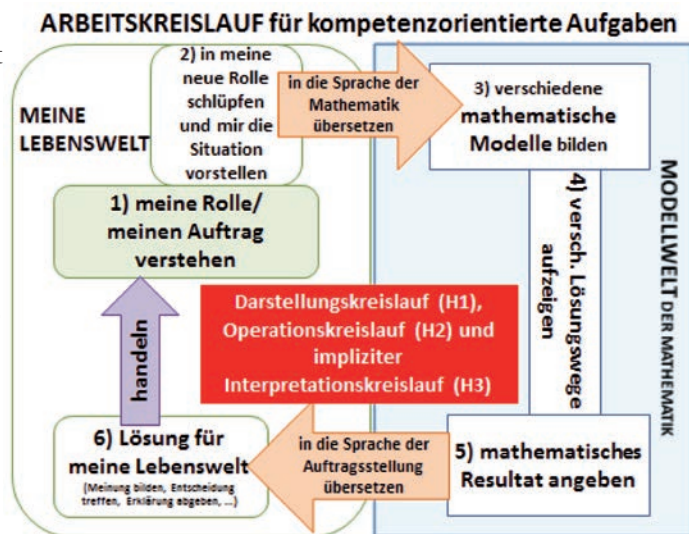 ARBEITSKREISLAUF für kompetenzorientierte Aufgaben
MEINE
LEBENSWELT
2) in meine
neue Rolle
schlüpfen
und mir die
Situation
vorstellen
in die Sprache der
Mathematik
übersetzen
3) verschiedene
mathematische
Modelle bilden
1) meine Rolle/
meinen Auftrag
verstehen
4) versch. Lösungswege
aufzeigen
MODELLWELT DER MATHEMATIK
Darstellungskreislauf (H1),
Operationskreislauf (H2) und
impliziter
Interpretationskreislauf (H3)
handeln
6) Lösung für
meine Lebenswelt
(Meinung bilden, Entscheidung
treffen, Erklärung abgeben, ...)
in die Sprache der
Auftragsstellung
übersetzen
5) mathematisches
Resultat angeben